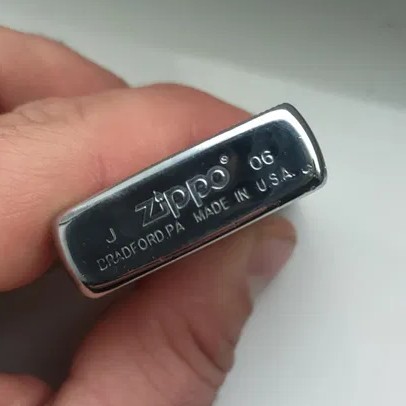 J Zippo® 06
BRADFORD.PA MADE IN U.S.A.